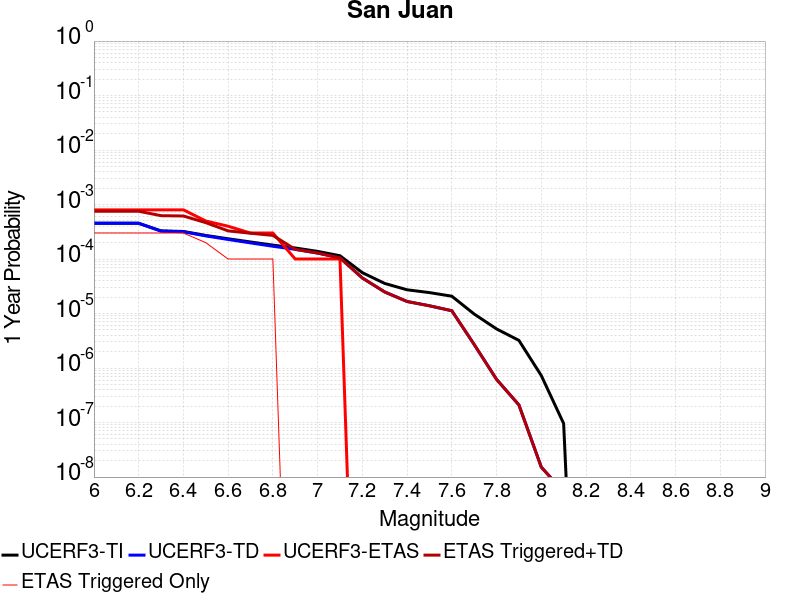 San Juan
10^0
10^-1
10^-2
10^-3
10^-4
10^-5
10^-6
10^-7
10^-8
1 Year Probability
6 6.2 6.4 6.6 6.8 7 7.2 7.4 7.6 7.8 8 8.2 8.4 8.6 8.8 9
Magnitude
UCERF3-TI UCERF3-TD UCERF3-ETAS ETAS Triggered+TD
ETAS Triggered Only